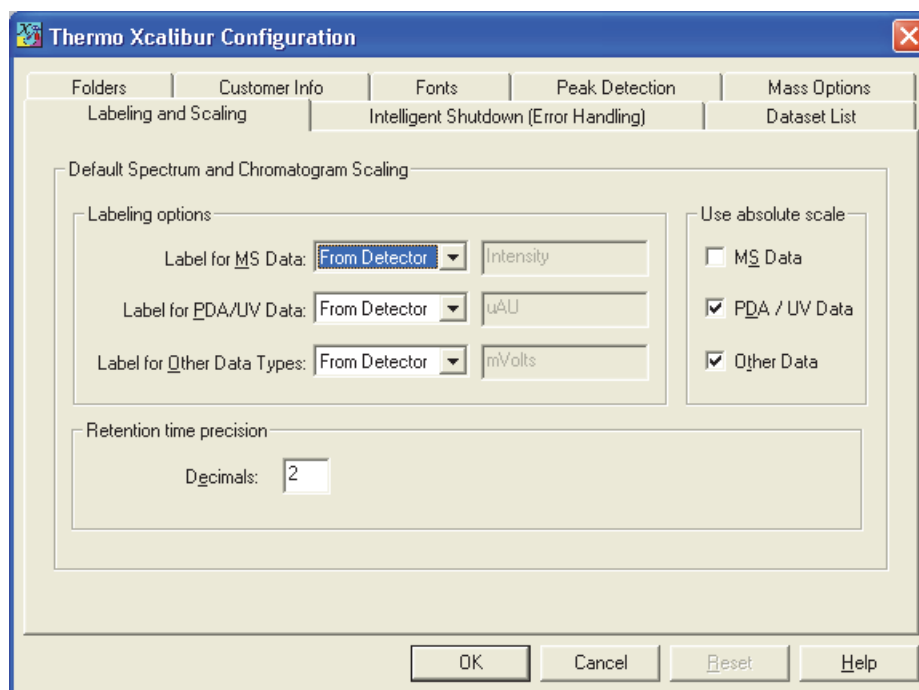 Thermo Xcalibur Configuration
Folders Customer Info Fonts Peak Detection Mass Options
Labeling and Scaling Intelligent Shutdown (Error Handling) Dataset List
Default Spectrum and Chromatogram Scaling
Labeling options
Label for MS Data: From Detector Intensity
Label for PDA/UV Data: From Detector uAU
Label for Other Data Types: From Detector mVolts
Use absolute scale
MS Data
PDA / UV Data
Other Data
Retention time precision
Decimals: 2
OK Cancel Reset Help